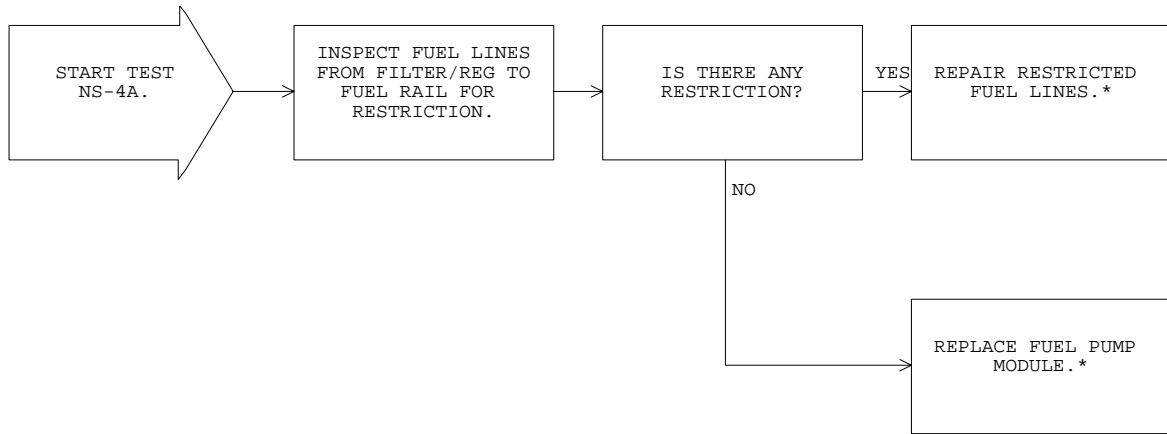 START TEST
NS-4A.
INSPECT FUEL LINES
FROM FILTER/REG TO
FUEL RAIL FOR
RESTRICTION.
IS THERE ANY
RESTRICTION?
YES
REPAIR RESTRICTED
FUEL LINES.*
NO
REPLACE FUEL PUMP
MODULE.*